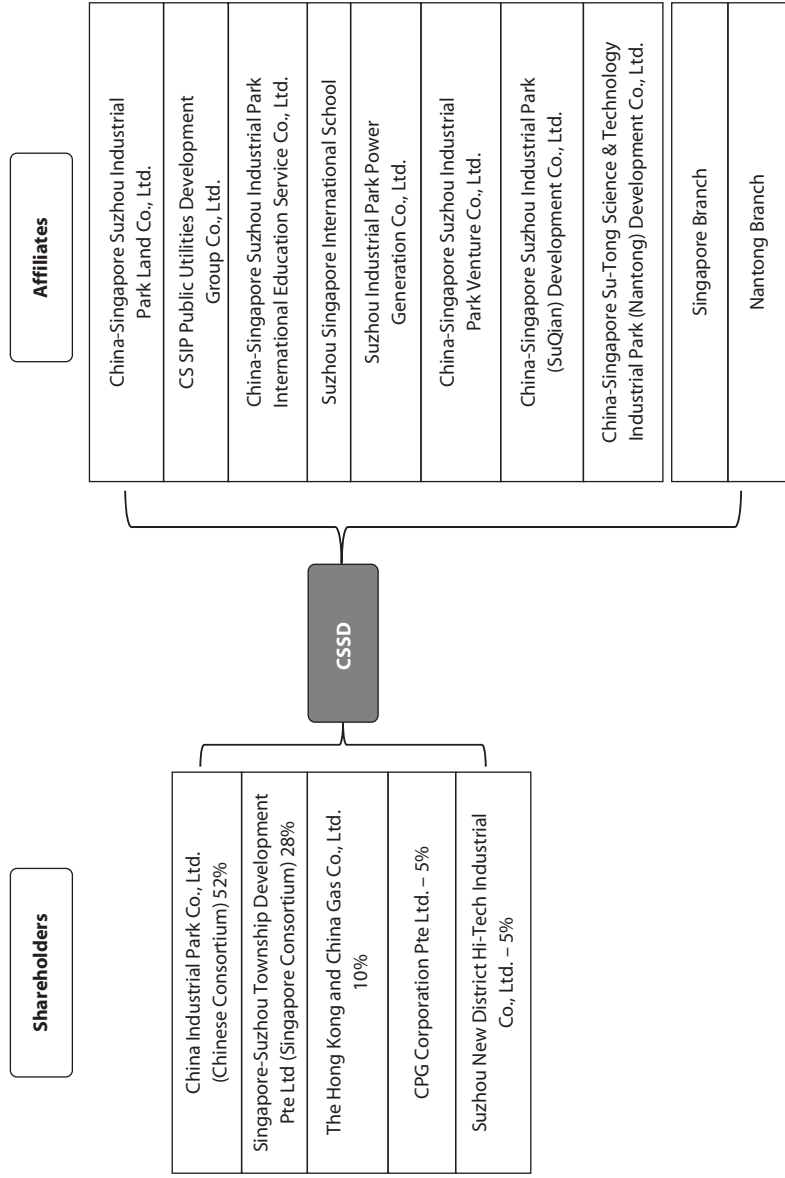 Shareholders
China Industrial Park Co., Ltd.
(Chinese Consortium) 52%
Singapore-Suzhou Township Development
Pte Ltd (Singapore Consortium) 28%
The Hong Kong and China Gas Co., Ltd.
10%
CPG Corporation Pte Ltd. – 5%
Suzhou New District Hi-Tech Industrial
Co., Ltd. – 5%
CSSD
Affiliates
China-Singapore Suzhou Industrial
Park Land Co., Ltd.
CS SIP Public Utilities Development
Group Co., Ltd.
China-Singapore Suzhou Industrial Park
International Education Service Co., Ltd.
Suzhou Singapore International School
Suzhou Industrial Park Power
Generation Co., Ltd.
China-Singapore Suzhou Industrial
Park Venture Co., Ltd.
China-Singapore Suzhou Industrial Park
(SuQian) Development Co., Ltd.
China-Singapore Su-Tong Science & Technology
Industrial Park (Nantong) Development Co., Ltd.
Singapore Branch
Nantong Branch